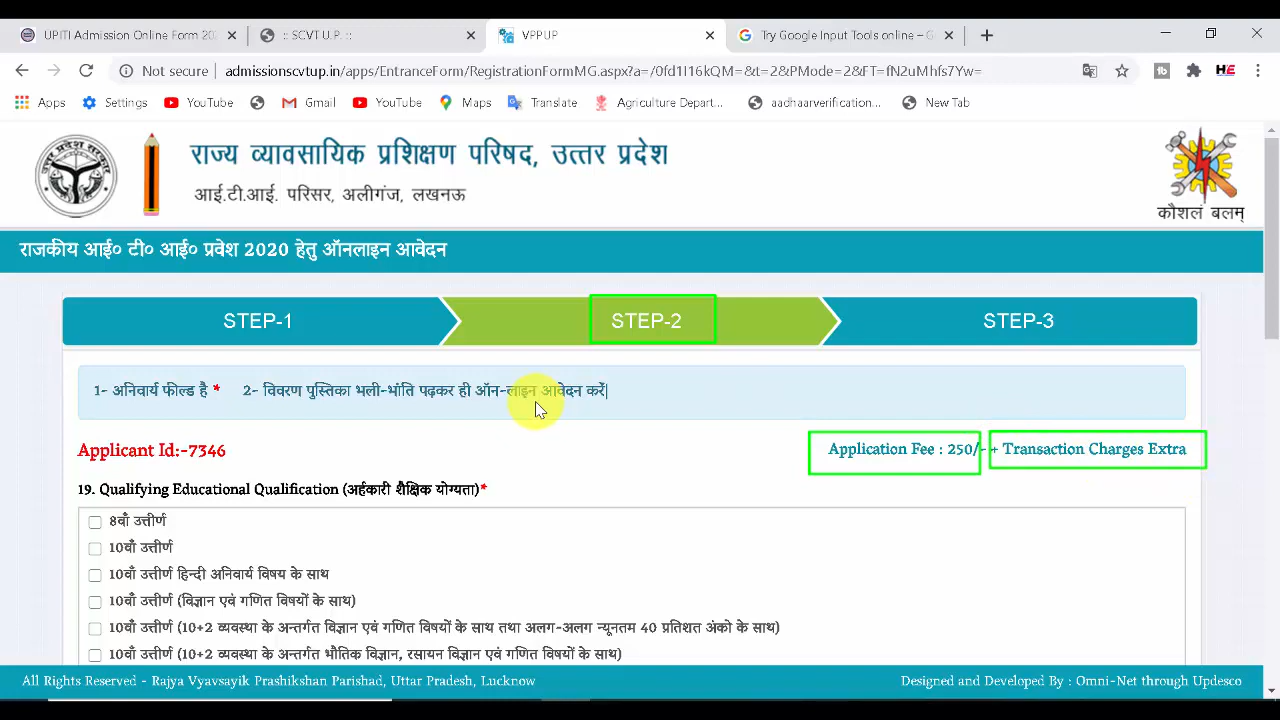 UPITI Admission Online Form 202
:: SCVT U.P. ::
VPPUP
Try Google Input Tools online – G
Not secure | admissionscvtup.in/apps/EntranceForm/RegistrationFormMG.aspx?a=/0fd1I16kQM=&t=2&PMode=2&FT=fN2uMhfs7Yw=
Apps Settings YouTube Gmail YouTube Maps Translate Agriculture Depart... aadhaarverification... New Tab
राज्य व्यावसायिक प्रशिक्षण परिषद, उत्तर प्रदेश
आई.टी.आई. परिसर, अलीगंज, लखनऊ
कौशलं बलम्
राजकीय आई० टी० आई० प्रवेश 2020 हेतु ऑनलाइन आवेदन
STEP-1 STEP-2 STEP-3
1- अनिवार्य फील्ड है * 2- विवरण पुस्तिका भली-भांति पढ़कर ही ऑन-लाइन आवेदन करें|
Applicant Id:-7346 Application Fee : 250/- + Transaction Charges Extra
19. Qualifying Educational Qualification (अर्हकारी शैक्षिक योग्यता)*
8वाँ उत्तीर्ण
10वाँ उत्तीर्ण
10वाँ उत्तीर्ण हिन्दी अनिवार्य विषय के साथ
10वाँ उत्तीर्ण (विज्ञान एवं गणित विषयों के साथ)
10वाँ उत्तीर्ण (10+2 व्यवस्था के अन्तर्गत विज्ञान एवं गणित विषयों के साथ तथा अलग-अलग न्यूनतम 40 प्रतिशत अंको के साथ)
10वाँ उत्तीर्ण (10+2 व्यवस्था के अन्तर्गत भौतिक विज्ञान, रसायन विज्ञान एवं गणित विषयों के साथ)
All Rights Reserved - Rajya Vyavsayik Prashikshan Parishad, Uttar Pradesh, Lucknow Designed and Developed By : Omni-Net through Updesco